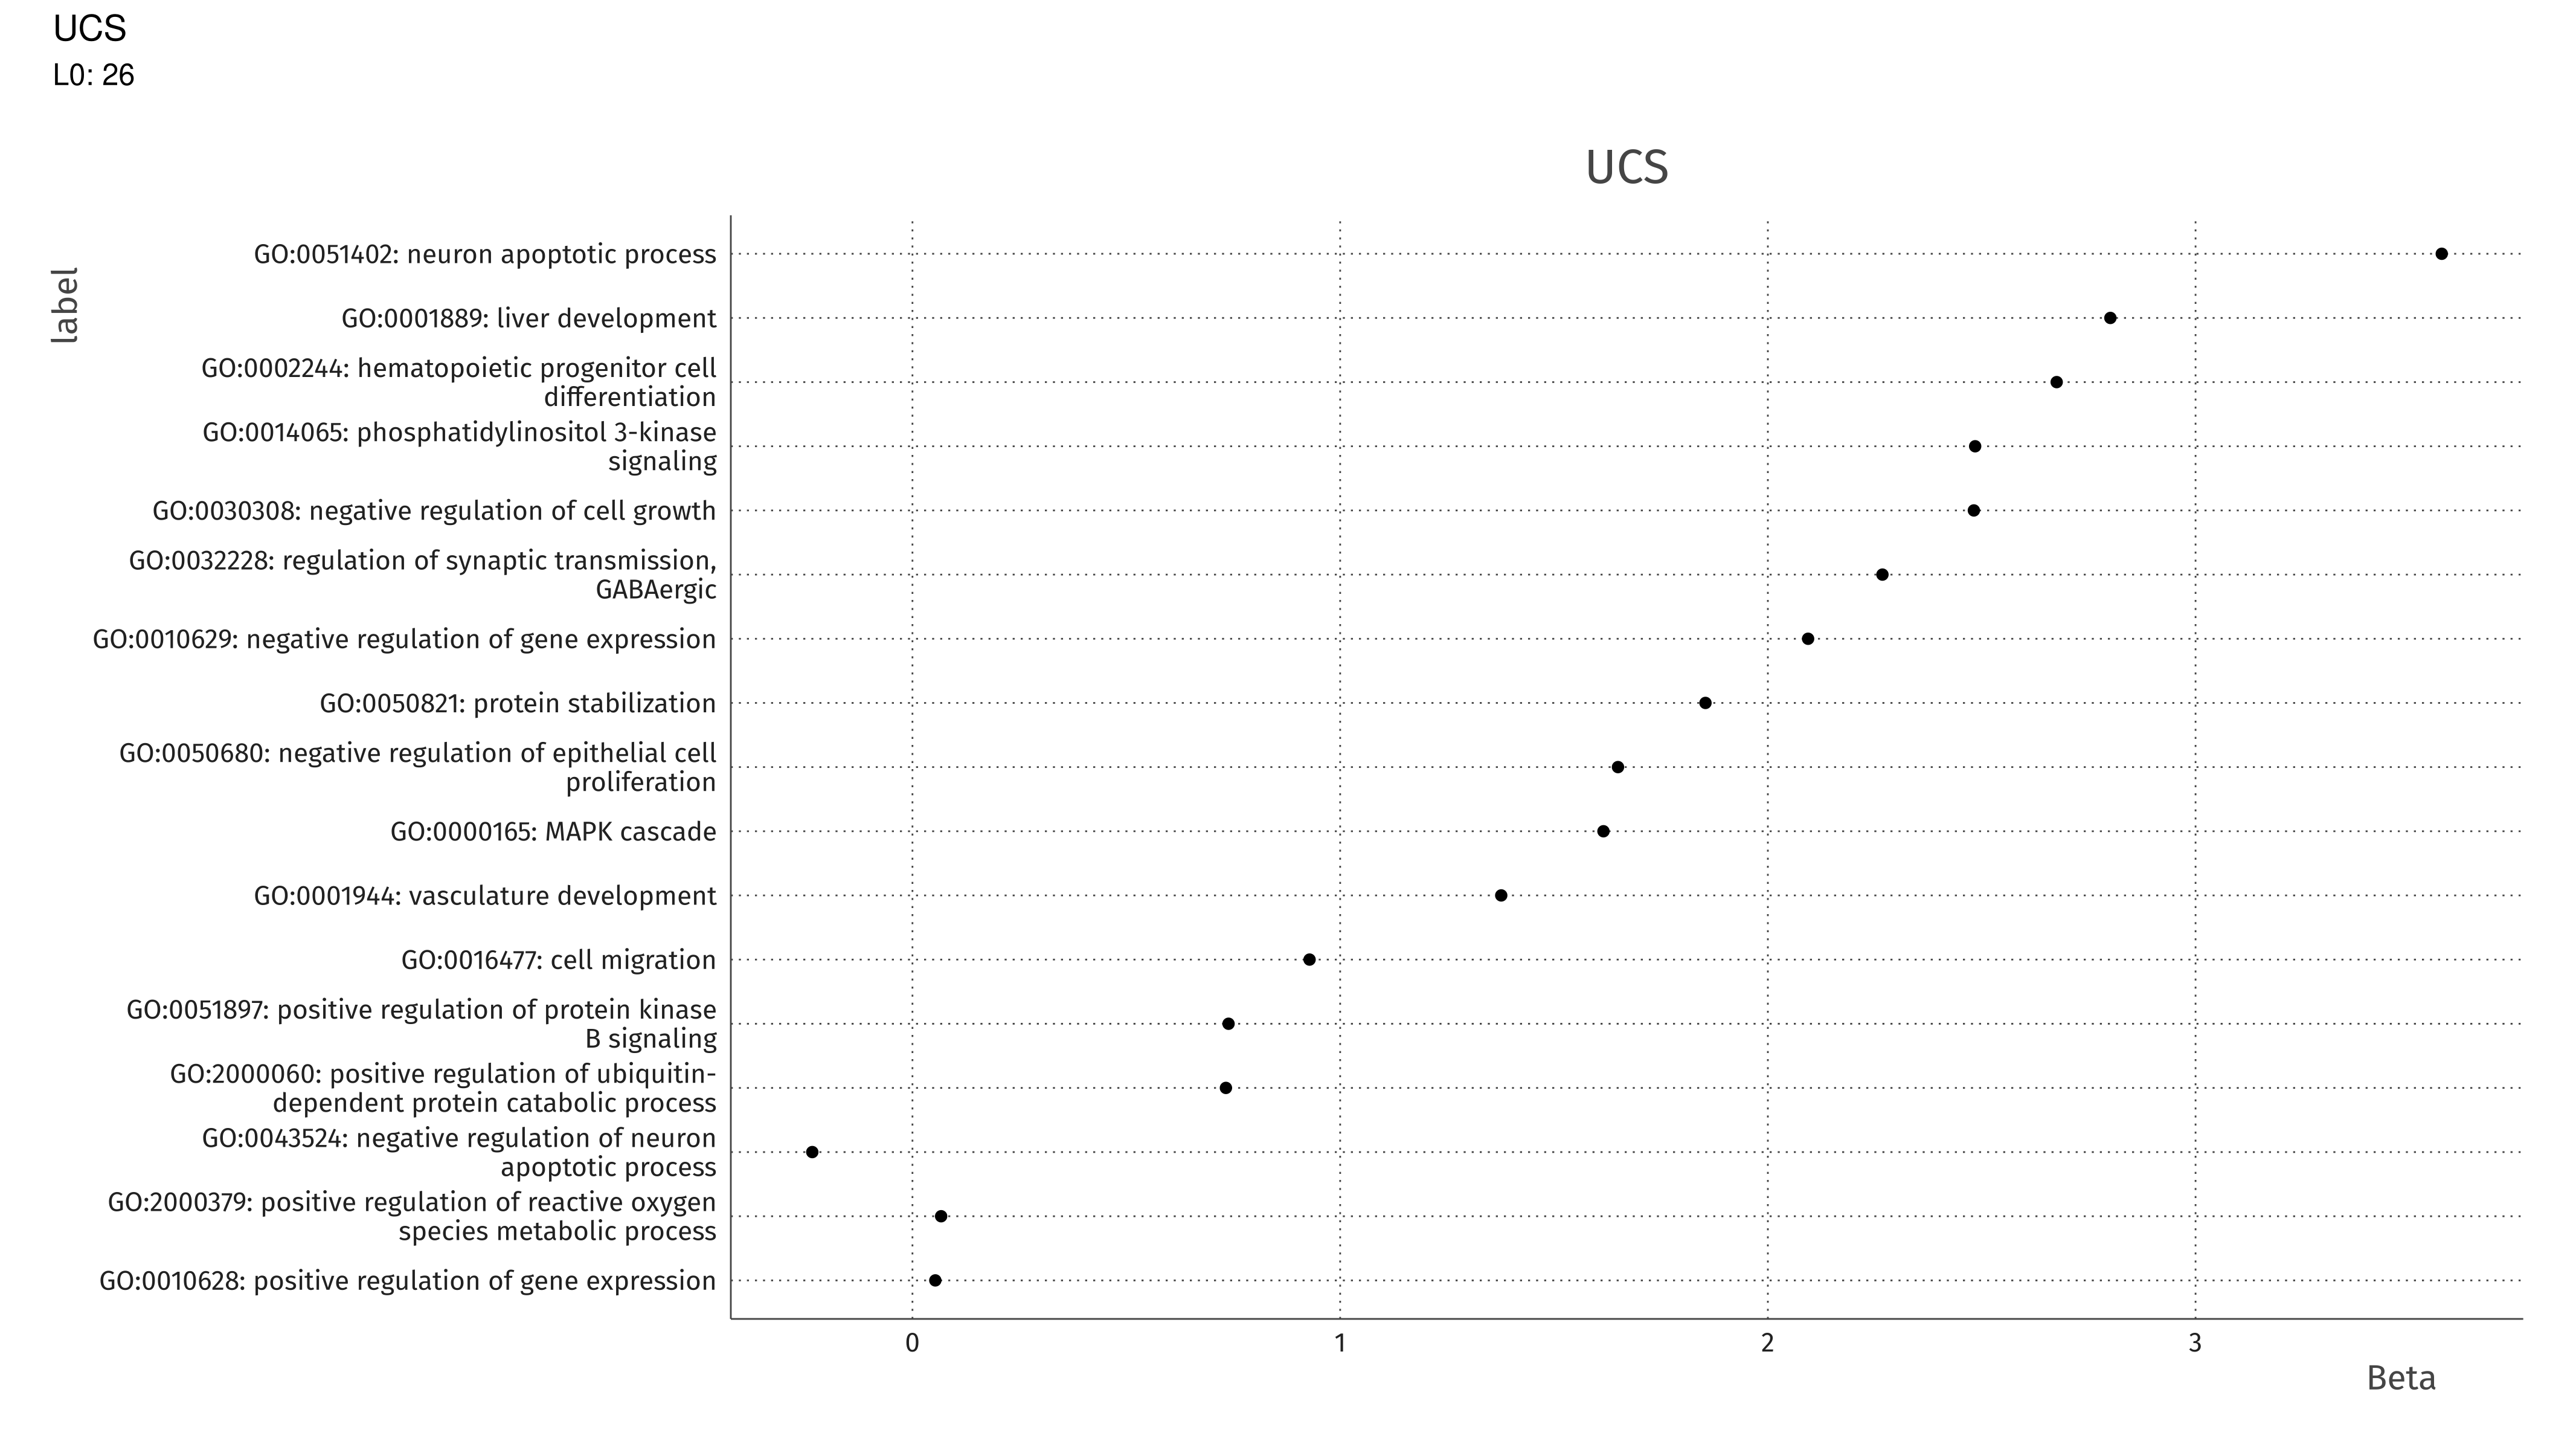 UCS
L0: 26
UCS
label
GO:0051402: neuron apoptotic process
GO:0001889: liver development
GO:0002244: hematopoietic progenitor cell
differentiation
GO:0014065: phosphatidylinositol 3-kinase
signaling
GO:0030308: negative regulation of cell growth
GO:0032228: regulation of synaptic transmission,
GABAergic
GO:0010629: negative regulation of gene expression
GO:0050821: protein stabilization
GO:0050680: negative regulation of epithelial cell
proliferation
GO:0000165: MAPK cascade
GO:0001944: vasculature development
GO:0016477: cell migration
GO:0051897: positive regulation of protein kinase
B signaling
GO:2000060: positive regulation of ubiquitin-
dependent protein catabolic process
GO:0043524: negative regulation of neuron
apoptotic process
GO:2000379: positive regulation of reactive oxygen
species metabolic process
GO:0010628: positive regulation of gene expression
0 1 2 3
Beta